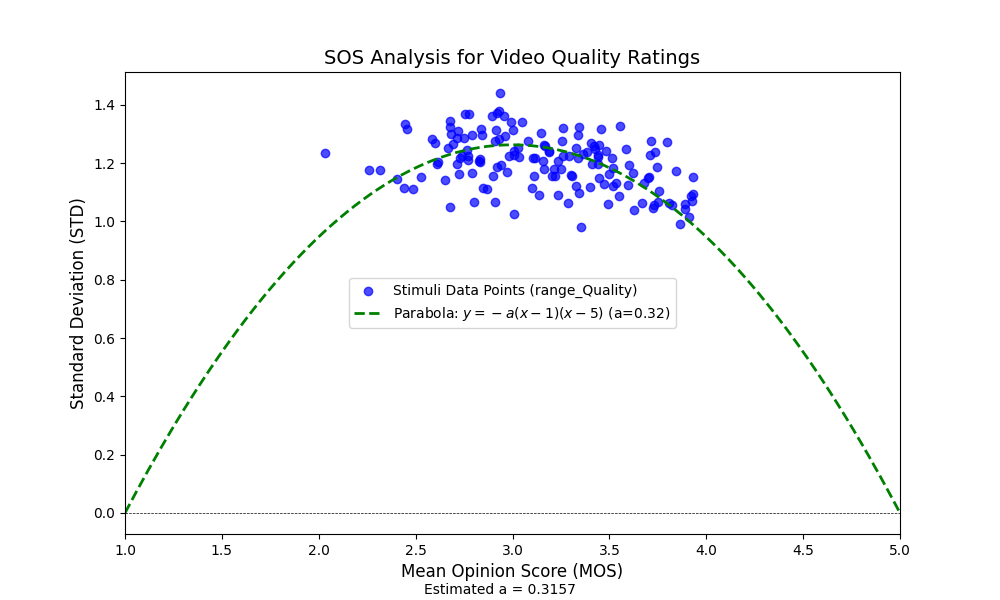 SOS Analysis for Video Quality Ratings
Standard Deviation (STD)
1.4
1.2
1.0
0.8
0.6
0.4
0.2
0.0
Stimuli Data Points (range_Quality)
Parabola: y = −a(x − 1)(x − 5) (a=0.32)
1.0 1.5 2.0 2.5 3.0 3.5 4.0 4.5 5.0
Mean Opinion Score (MOS)
Estimated a = 0.3157